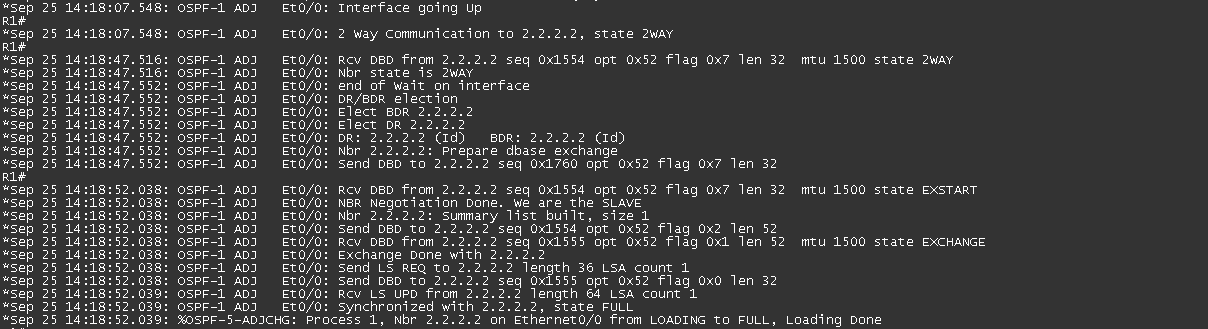 *Sep 25 14:18:07.548: OSPF-1 ADJ   Et0/0: Interface going Up
R1#
*Sep 25 14:18:07.548: OSPF-1 ADJ   Et0/0: 2 Way Communication to 2.2.2.2, state 2WAY
R1#
*Sep 25 14:18:47.516: OSPF-1 ADJ   Et0/0: Rcv DBD from 2.2.2.2 seq 0x1554 opt 0x52 flag 0x7 len 32  mtu 1500 state 2WAY
*Sep 25 14:18:47.516: OSPF-1 ADJ   Et0/0: Nbr state is 2WAY
*Sep 25 14:18:47.552: OSPF-1 ADJ   Et0/0: end of Wait on interface
*Sep 25 14:18:47.552: OSPF-1 ADJ   Et0/0: DR/BDR election
*Sep 25 14:18:47.552: OSPF-1 ADJ   Et0/0: Elect BDR 2.2.2.2
*Sep 25 14:18:47.552: OSPF-1 ADJ   Et0/0: Elect DR 2.2.2.2
*Sep 25 14:18:47.552: OSPF-1 ADJ   Et0/0: DR: 2.2.2.2 (Id)   BDR: 2.2.2.2 (Id)
*Sep 25 14:18:47.552: OSPF-1 ADJ   Et0/0: Nbr 2.2.2.2: Prepare dbase exchange
*Sep 25 14:18:47.552: OSPF-1 ADJ   Et0/0: Send DBD to 2.2.2.2 seq 0x1760 opt 0x52 flag 0x7 len 32
R1#
*Sep 25 14:18:52.038: OSPF-1 ADJ   Et0/0: Rcv DBD from 2.2.2.2 seq 0x1554 opt 0x52 flag 0x7 len 32  mtu 1500 state EXSTART
*Sep 25 14:18:52.038: OSPF-1 ADJ   Et0/0: NBR Negotiation Done. We are the SLAVE
*Sep 25 14:18:52.038: OSPF-1 ADJ   Et0/0: Nbr 2.2.2.2: Summary list built, size 1
*Sep 25 14:18:52.038: OSPF-1 ADJ   Et0/0: Send DBD to 2.2.2.2 seq 0x1554 opt 0x52 flag 0x2 len 52
*Sep 25 14:18:52.038: OSPF-1 ADJ   Et0/0: Rcv DBD from 2.2.2.2 seq 0x1555 opt 0x52 flag 0x1 len 52  mtu 1500 state EXCHANGE
*Sep 25 14:18:52.038: OSPF-1 ADJ   Et0/0: Exchange Done with 2.2.2.2
*Sep 25 14:18:52.038: OSPF-1 ADJ   Et0/0: Send LS REQ to 2.2.2.2 length 36 LSA count 1
*Sep 25 14:18:52.038: OSPF-1 ADJ   Et0/0: Send DBD to 2.2.2.2 seq 0x1555 opt 0x52 flag 0x0 len 32
*Sep 25 14:18:52.039: OSPF-1 ADJ   Et0/0: Rcv LS UPD from 2.2.2.2 length 64 LSA count 1
*Sep 25 14:18:52.039: OSPF-1 ADJ   Et0/0: Synchronized with 2.2.2.2, state FULL
*Sep 25 14:18:52.039: %OSPF-5-ADJCHG: Process 1, Nbr 2.2.2.2 on Ethernet0/0 from LOADING to FULL, Loading Done